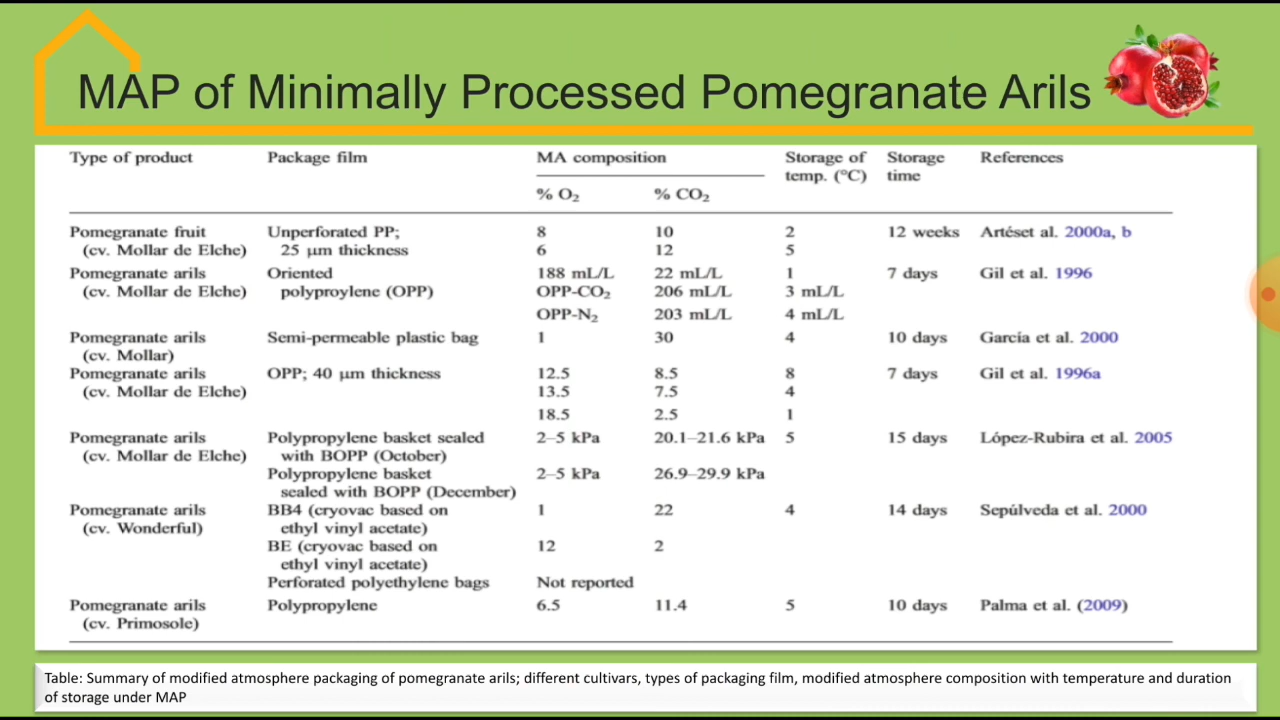 MAP of Minimally Processed Pomegranate Arils
Type of product Package film MA composition Storage of temp. (°C) Storage time References
% O₂ % CO₂
Pomegranate fruit Unperforated PP; 8 10 2 12 weeks Artéset al. 2000a, b
(cv. Mollar de Elche) 25 µm thickness 6 12 5
Pomegranate arils Oriented 188 mL/L 22 mL/L 1 7 days Gil et al. 1996
(cv. Mollar de Elche) polyproylene (OPP) OPP-CO₂ 206 mL/L 3 mL/L
OPP-N₂ 203 mL/L 4 mL/L
Pomegranate arils Semi-permeable plastic bag 1 30 4 10 days García et al. 2000
(cv. Mollar)
Pomegranate arils OPP; 40 µm thickness 12.5 8.5 8 7 days Gil et al. 1996a
(cv. Mollar de Elche) 13.5 7.5 4
18.5 2.5 1
Pomegranate arils Polypropylene basket sealed 2–5 kPa 20.1–21.6 kPa 5 15 days López-Rubira et al. 2005
(cv. Mollar de Elche) with BOPP (October)
Polypropylene basket 2–5 kPa 26.9–29.9 kPa
sealed with BOPP (December)
Pomegranate arils BB4 (cryovac based on 1 22 4 14 days Sepúlveda et al. 2000
(cv. Wonderful) ethyl vinyl acetate)
BE (cryovac based on 12 2
ethyl vinyl acetate)
Perforated polyethylene bags Not reported
Pomegranate arils Polypropylene 6.5 11.4 5 10 days Palma et al. (2009)
(cv. Primosole)
Table: Summary of modified atmosphere packaging of pomegranate arils; different cultivars, types of packaging film, modified atmosphere composition with temperature and duration
of storage under MAP